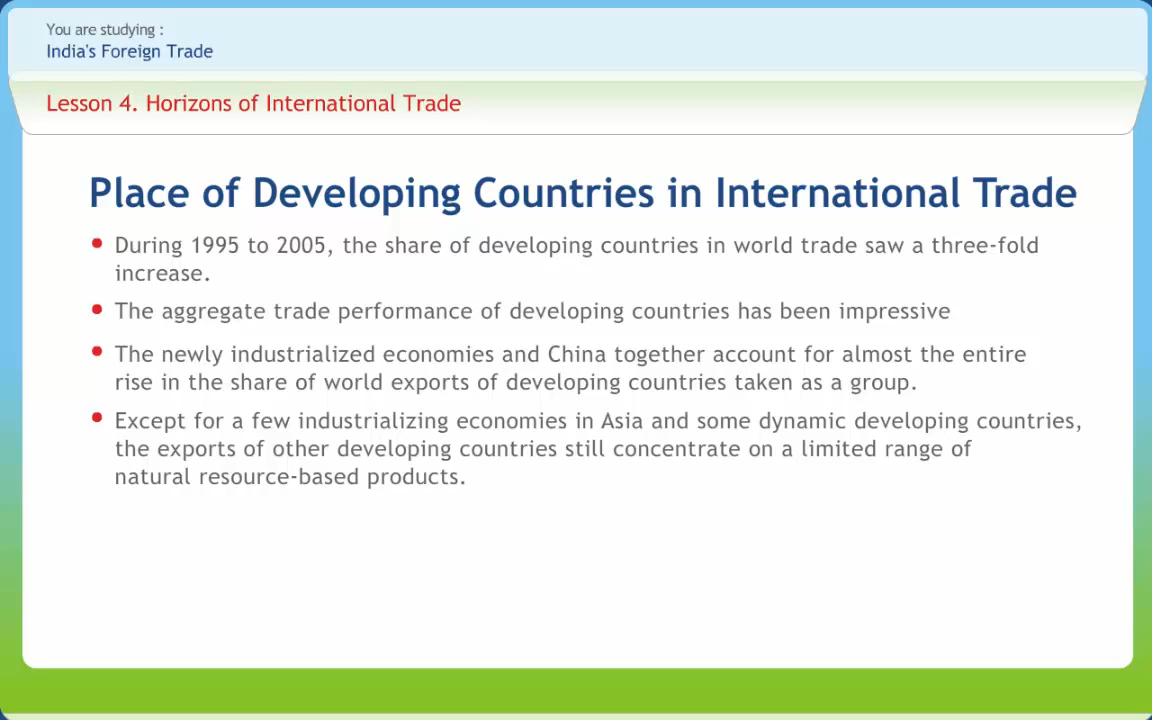 You are studying :
India's Foreign Trade
Lesson 4. Horizons of International Trade
Place of Developing Countries in International Trade
• During 1995 to 2005, the share of developing countries in world trade saw a three-fold
increase.
• The aggregate trade performance of developing countries has been impressive
• The newly industrialized economies and China together account for almost the entire
rise in the share of world exports of developing countries taken as a group.
• Except for a few industrializing economies in Asia and some dynamic developing countries,
the exports of other developing countries still concentrate on a limited range of
natural resource-based products.